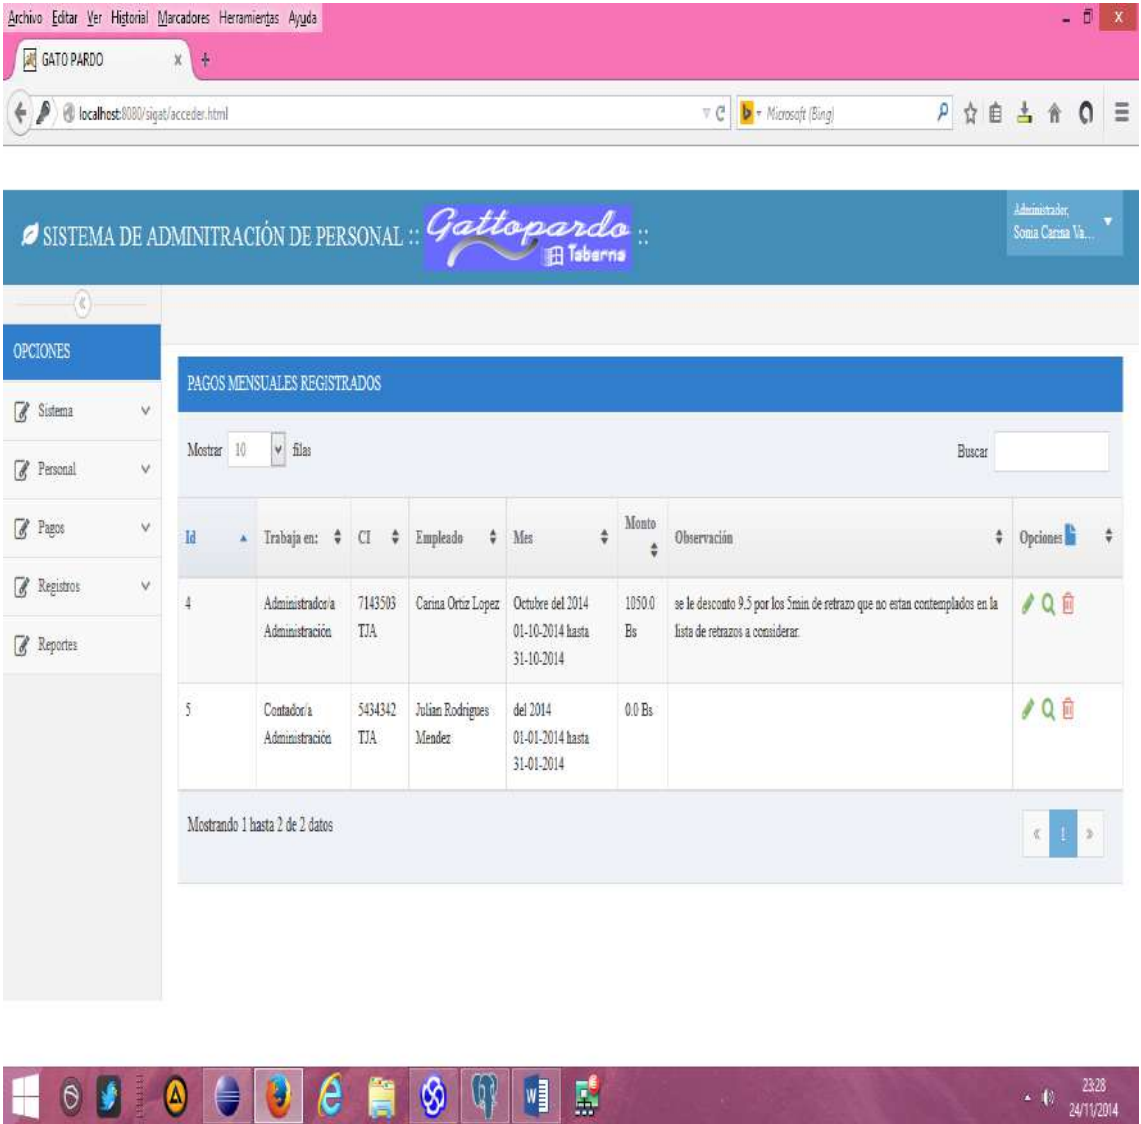 Archivo Editar Ver Historial Marcadores Herramientas Ayuda
GATO PARDO
localhost:8080/sigat/acceder.html
Microsoft (Bing)
SISTEMA DE ADMINITRACIÓN DE PERSONAL :: Gattopardo Taberna ::
Administrador,
Sonia Carina Va...
OPCIONES
Sistema
Personal
Pagos
Registros
Reportes
PAGOS MENSUALES REGISTRADOS
Mostrar 10 filas
Buscar
Id Trabaja en: CI Empleado Mes Monto Observación Opciones
4 Administrador/a 7143503 Carina Ortiz Lopez Octubre del 2014 1050.0 se le desconto 9.5 por los 5min de retrazo que no estan contemplados en la
Administración TJA 01-10-2014 hasta Bs lista de retrazos a considerar.
31-10-2014
5 Contador/a 5434342 Julian Rodrigues del 2014 0.0 Bs
Administración TJA Mendez 01-01-2014 hasta
31-01-2014
Mostrando 1 hasta 2 de 2 datos
« 1 »
23:28
24/11/2014